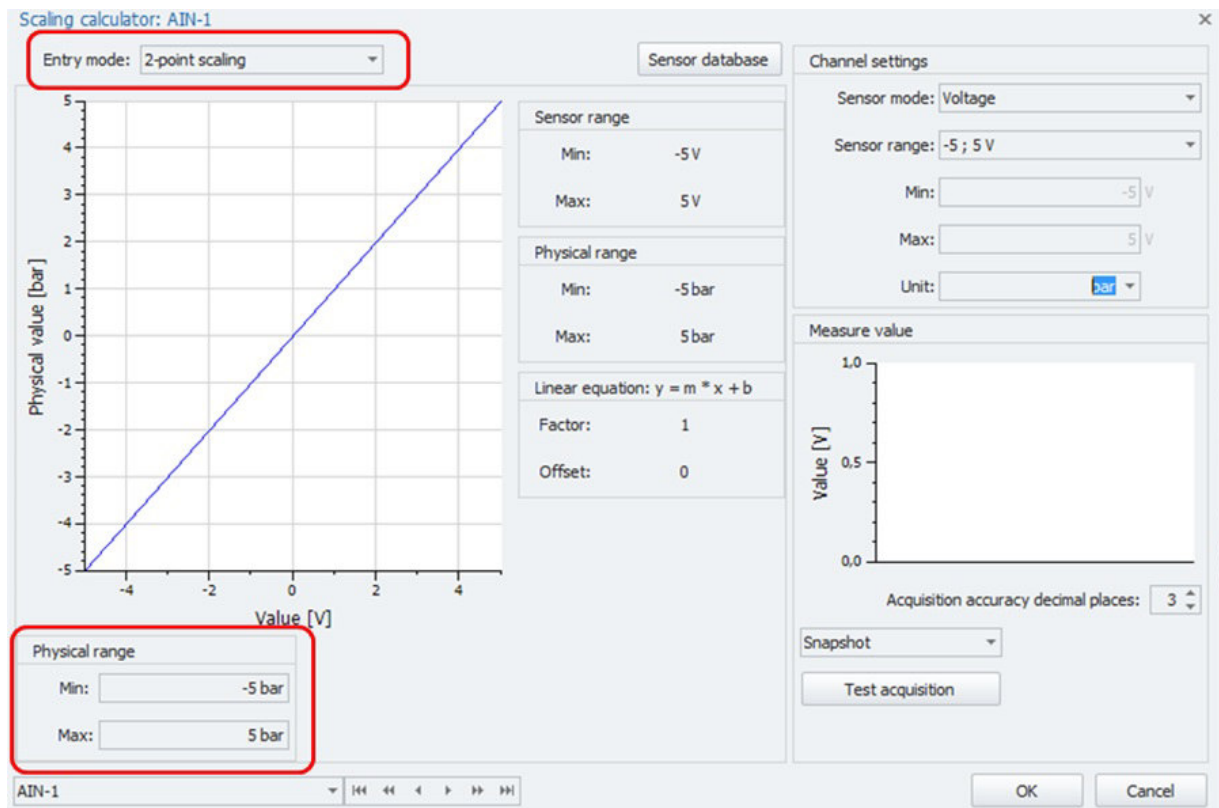 Scaling calculator: AIN-1
Entry mode: 2-point scaling
Sensor database
5
4
3
2
1
0
-1
-2
-3
-4
-5
Physical value [bar]
-4 -2 0 2 4
Value [V]
Sensor range
Min: -5 V
Max: 5 V
Physical range
Min: -5 bar
Max: 5 bar
Linear equation: y = m * x + b
Factor: 1
Offset: 0
Physical range
Min: -5 bar
Max: 5 bar
AIN-1
Channel settings
Sensor mode: Voltage
Sensor range: -5 ; 5 V
Min: -5 V
Max: 5 V
Unit: bar
Measure value
1.0
0.5
0.0
Value [V]
Acquisition accuracy decimal places: 3
Snapshot
Test acquisition
OK Cancel